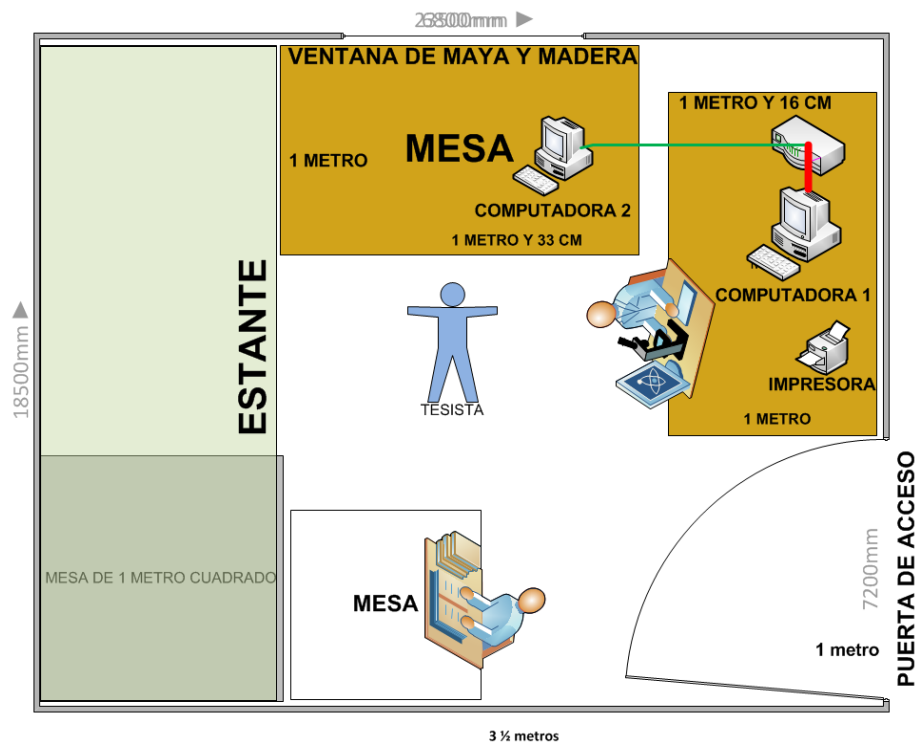 VENTANA DE MAYA Y MADERA
1 METRO Y 16 CM
1 METRO
MESA
COMPUTADORA 2
1 METRO Y 33 CM
COMPUTADORA 1
ESTANTE
18500mm
TESISTA
IMPRESORA
1 METRO
MESA DE 1 METRO CUADRADO
MESA
7200mm
PUERTA DE ACCESO
1 metro
3 ½ metros